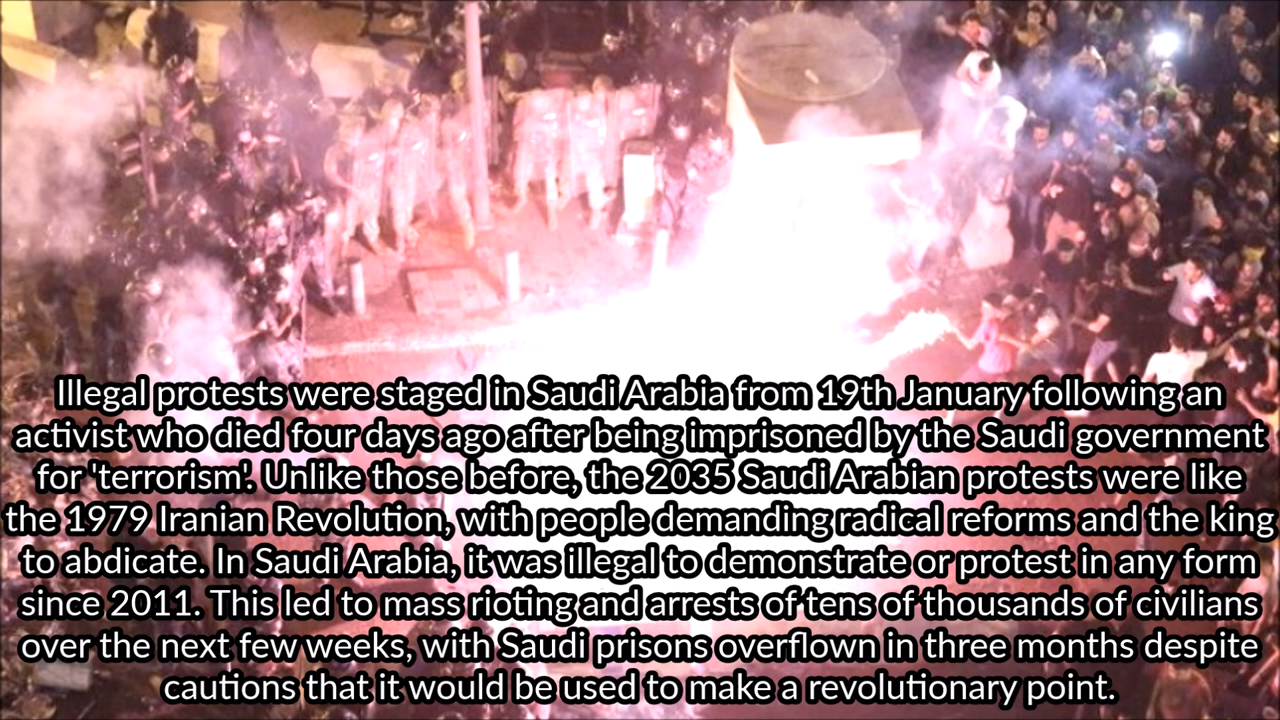 Illegal protests were staged in Saudi Arabia from 19th January following an
activist who died four days ago after being imprisoned by the Saudi government
for 'terrorism'. Unlike those before, the 2035 Saudi Arabian protests were like
the 1979 Iranian Revolution, with people demanding radical reforms and the king
to abdicate. In Saudi Arabia, it was illegal to demonstrate or protest in any form
since 2011. This led to mass rioting and arrests of tens of thousands of civilians
over the next few weeks, with Saudi prisons overflown in three months despite
cautions that it would be used to make a revolutionary point.